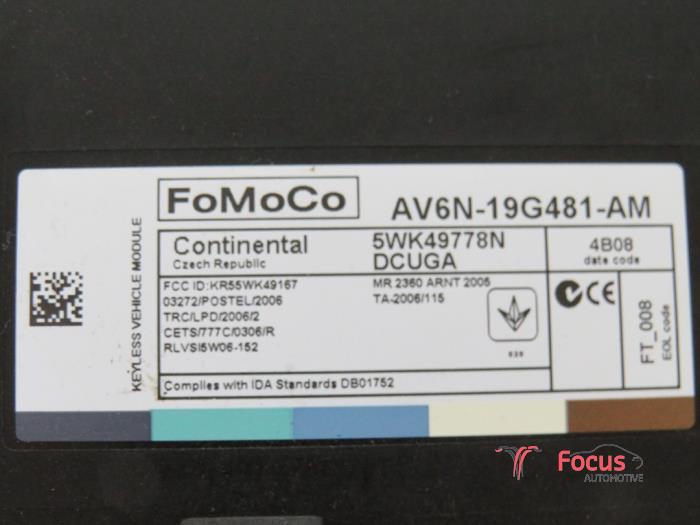 KEYLESS VEHICLE MODULE
FoMoCo
AV6N-19G481-AM
Continental
Czech Republic
5WK49778N
DCUGA
4B08
date code
FCC ID:KR55WK49167
03272/POSTEL/2006
TRC/LPD/2006/2
CETS/777C/0306/R
RLVSI5W06-152
MR 2360 ARNT 2005
TA-2006/115
CE
FT_008
EOL code
Complies with IDA Standards DB01752
Focus
AUTOMOTIVE